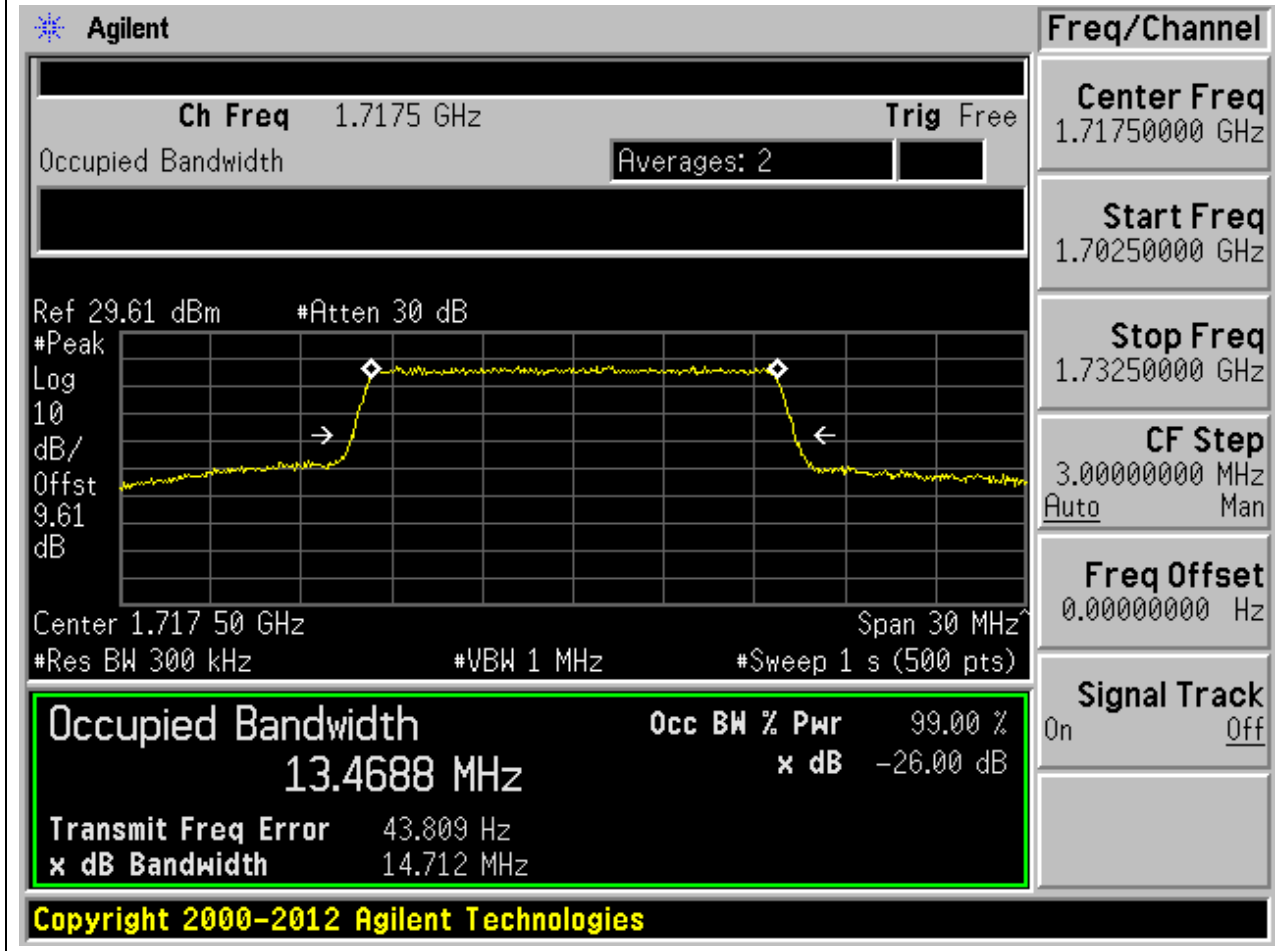 Agilent
Freq/Channel
Ch Freq 1.7175 GHz Trig Free
Occupied Bandwidth Averages: 2
Center Freq
1.71750000 GHz
Start Freq
1.70250000 GHz
Stop Freq
1.73250000 GHz
CF Step
3.00000000 MHz
Auto Man
Freq Offset
0.00000000 Hz
Signal Track
On Off
Ref 29.61 dBm #Atten 30 dB
#Peak
Log
10
dB/
Offst
9.61
dB
Center 1.717 50 GHz Span 30 MHz^
#Res BW 300 kHz #VBW 1 MHz #Sweep 1 s (500 pts)
Occupied Bandwidth Occ BW % Pwr 99.00 %
13.4688 MHz x dB -26.00 dB
Transmit Freq Error 43.809 Hz
x dB Bandwidth 14.712 MHz
Copyright 2000-2012 Agilent Technologies